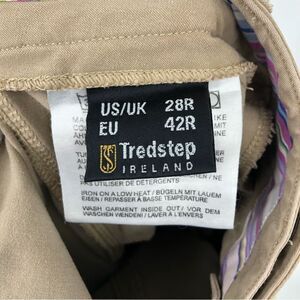 US/UK 28R
EU 42R
Tredstep
IRELAND
PAS UTILISER DE DETERGENTS
IRON ON A LOW HEAT / BÜGELN MIT LAUEM
EISEN / REPASSER A BASSE TEMPÉRATURE
WASH GARMENT INSIDE OUT / VOR DEM
WASCHEN WENDEN / LAVER A L'ENVERS